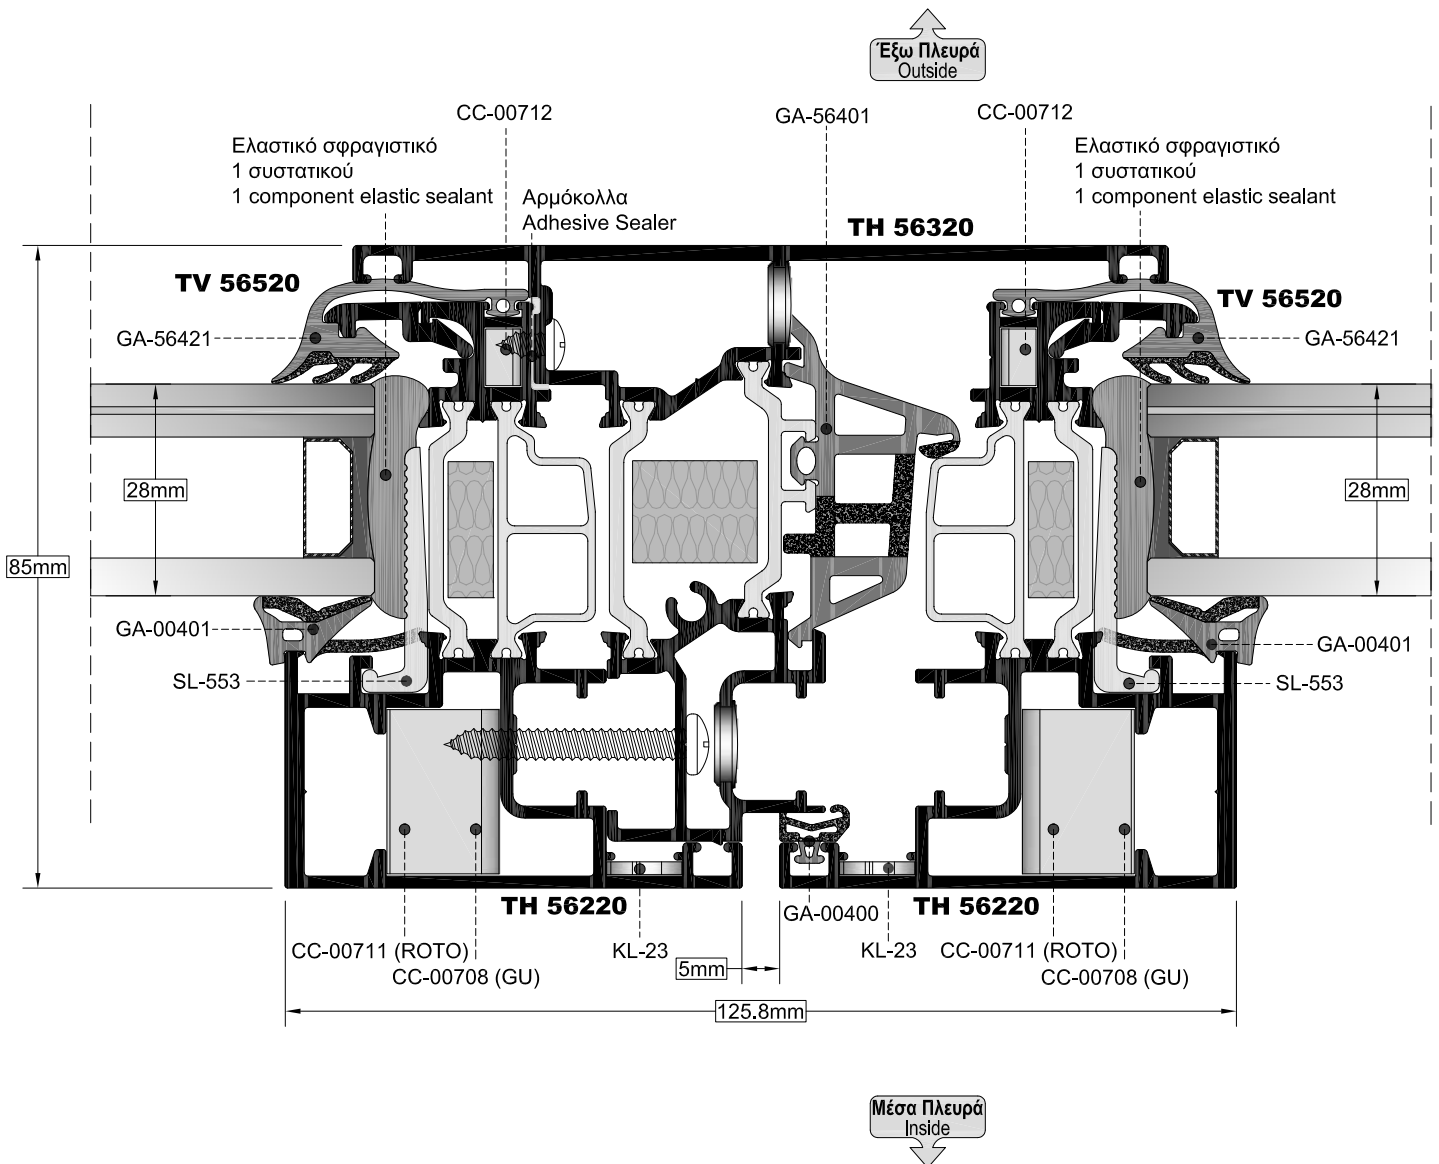 Έξω Πλευρά
Outside
CC-00712
GA-56401
CC-00712
Ελαστικό σφραγιστικό
1 συστατικού
1 component elastic sealant
Αρμόκολλα
Adhesive Sealer
Ελαστικό σφραγιστικό
1 συστατικού
1 component elastic sealant
TH 56320
TV 56520
TV 56520
GA-56421
GA-56421
28mm
28mm
85mm
GA-00401
GA-00401
SL-553
SL-553
TH 56220
GA-00400
TH 56220
CC-00711 (ROTO)
CC-00708 (GU)
KL-23
5mm
KL-23
CC-00711 (ROTO)
CC-00708 (GU)
125.8mm
Μέσα Πλευρά
Inside